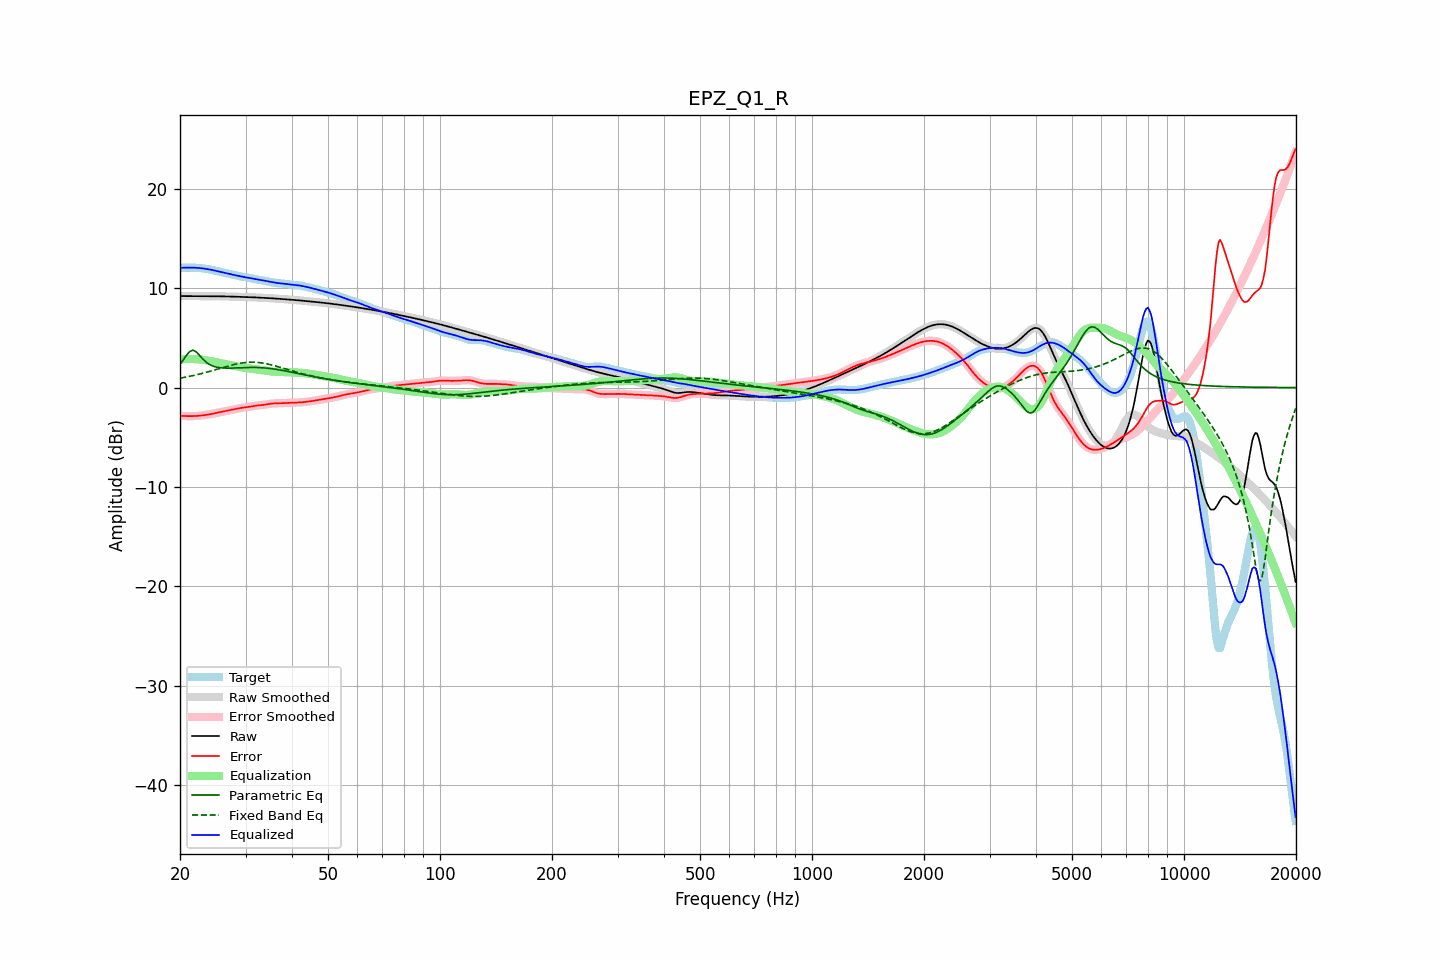 EPZ_Q1_R
Amplitude (dBr)
20
10
0
−10
−20
−30
−40
Target
Raw Smoothed
Error Smoothed
Raw
Error
Equalization
Parametric Eq
Fixed Band Eq
Equalized
20 50 100 200 500 1000 2000 5000 10000 20000
Frequency (Hz)